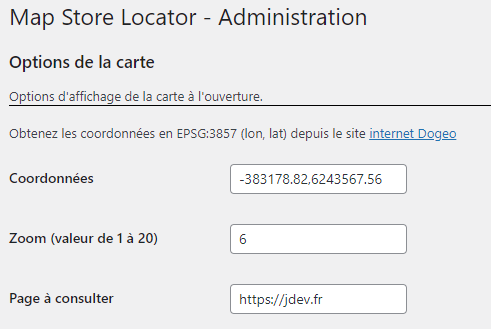 Map Store Locator - Administration
Options de la carte
Options d'affichage de la carte à l'ouverture.
Obtenez les coordonnées en EPSG:3857 (lon, lat) depuis le site internet Dogeo
Coordonnées
-383178.82,6243567.56
Zoom (valeur de 1 à 20)
6
Page à consulter
https://jdev.fr